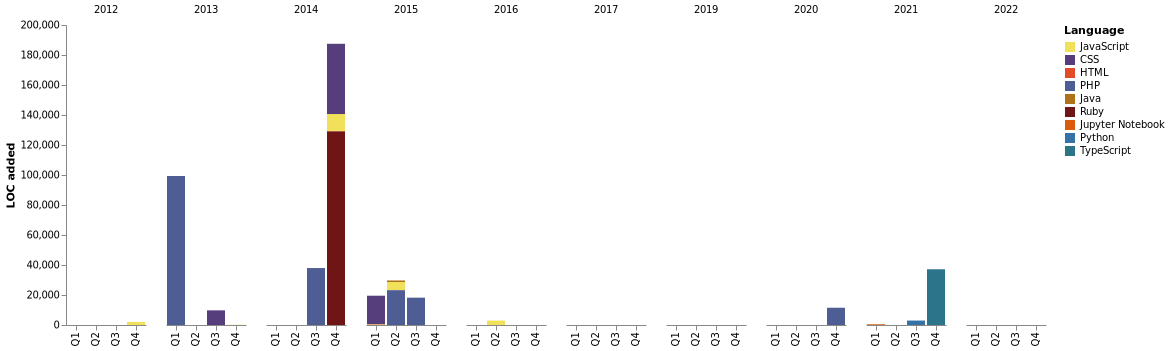 2012 2013 2014 2015 2016 2017 2019 2020 2021 2022
LOC added
200,000
180,000
160,000
140,000
120,000
100,000
80,000
60,000
40,000
20,000
0
Q1 Q2 Q3 Q4 Q1 Q2 Q3 Q4 Q1 Q2 Q3 Q4 Q1 Q2 Q3 Q4 Q1 Q2 Q3 Q4 Q1 Q2 Q3 Q4 Q1 Q2 Q3 Q4 Q1 Q2 Q3 Q4 Q1 Q2 Q3 Q4 Q1 Q2 Q3 Q4
Language
JavaScript
CSS
HTML
PHP
Java
Ruby
Jupyter Notebook
Python
TypeScript